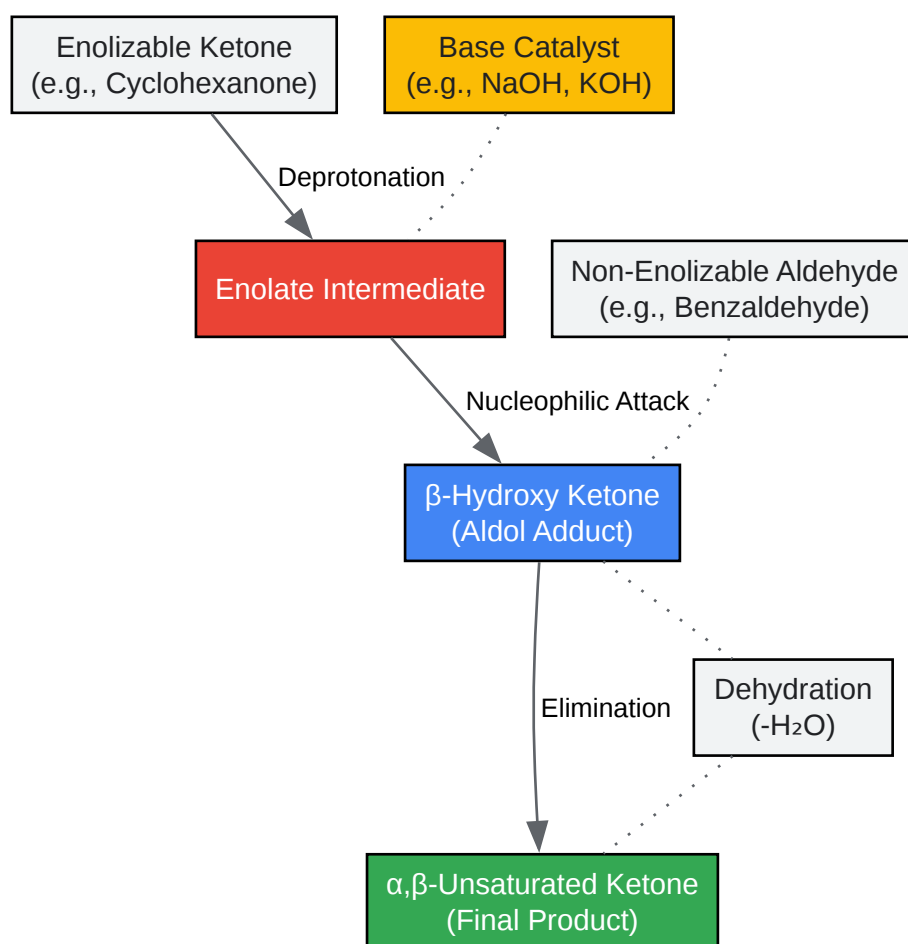 Enolizable Ketone
(e.g., Cyclohexanone)
Base Catalyst
(e.g., NaOH, KOH)
Deprotonation
Enolate Intermediate
Non-Enolizable Aldehyde
(e.g., Benzaldehyde)
Nucleophilic Attack
β-Hydroxy Ketone
(Aldol Adduct)
Elimination
Dehydration
(-H₂O)
α,β-Unsaturated Ketone
(Final Product)